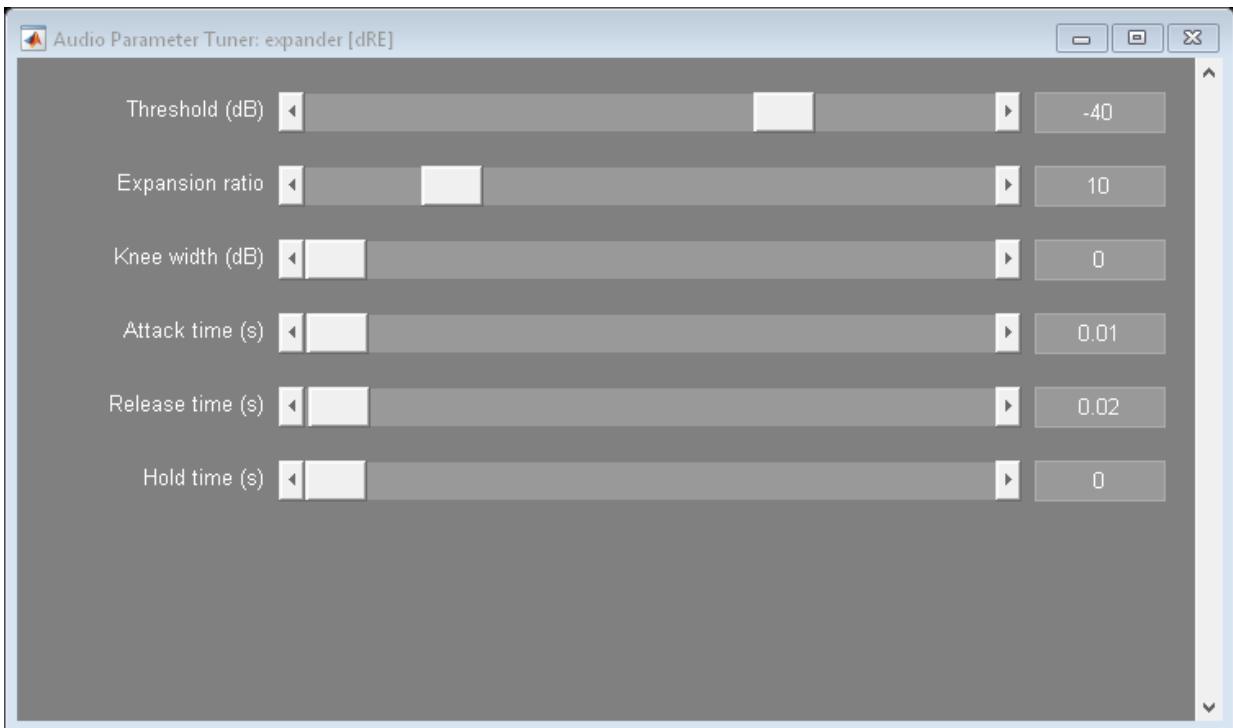 Audio Parameter Tuner: expander [dRE]
Threshold (dB) -40
Expansion ratio 10
Knee width (dB) 0
Attack time (s) 0.01
Release time (s) 0.02
Hold time (s) 0